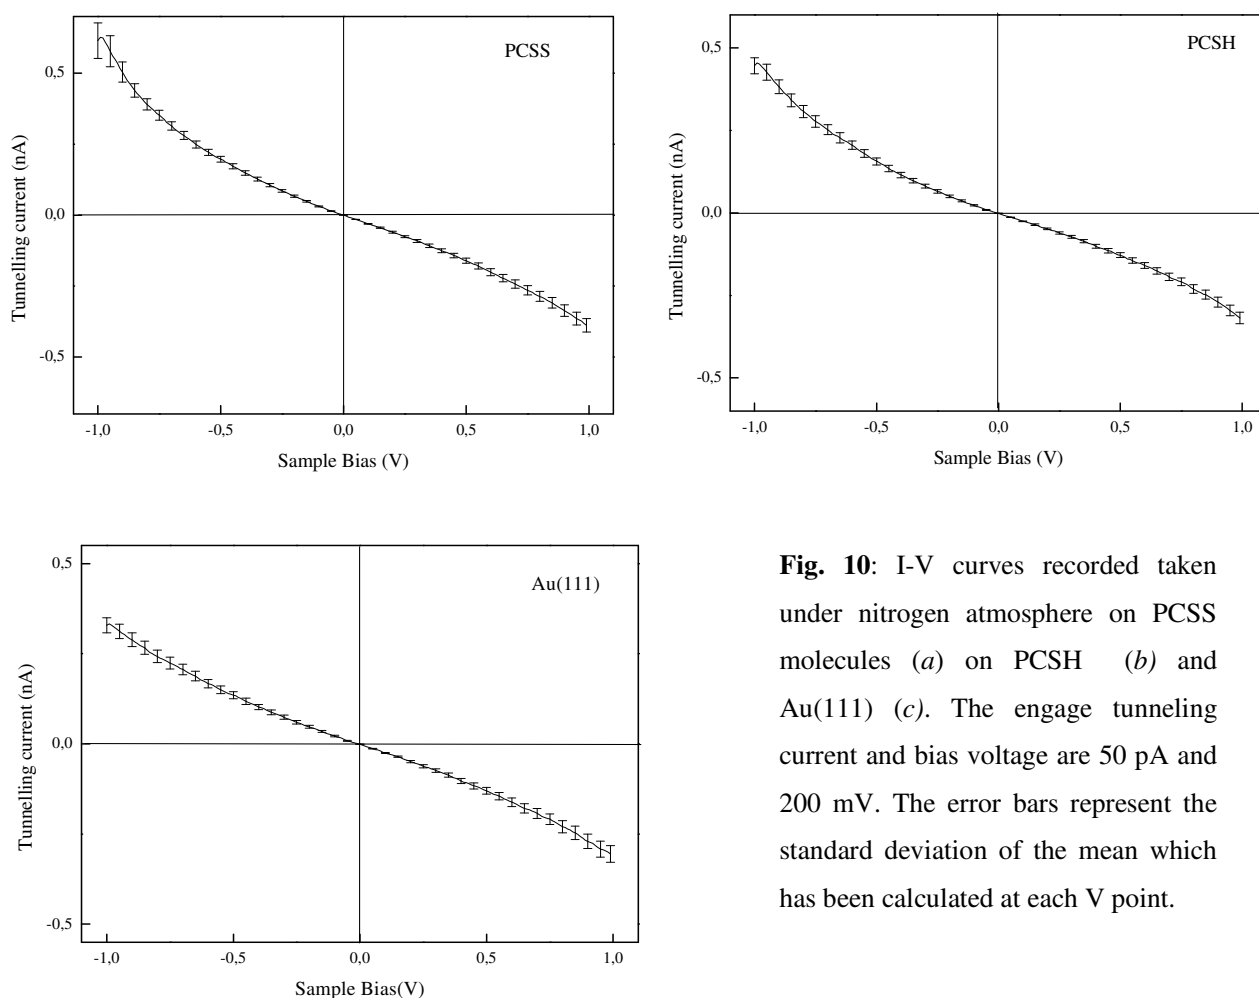 PCSS
0,5
0,0
-0,5
-1,0 -0,5 0,0 0,5 1,0
Tunnelling current (nA)
Sample Bias (V)
PCSH
0,5
0,0
-0,5
-1,0 -0,5 0,0 0,5 1,0
Tunnelling current (nA)
Sample Bias (V)
Au(111)
0,5
0,0
-0,5
-1,0 -0,5 0,0 0,5 1,0
Tunnelling current (nA)
Sample Bias(V)
Fig. 10: I-V curves recorded taken
under nitrogen atmosphere on PCSS
molecules (a) on PCSH (b) and
Au(111) (c). The engage tunneling
current and bias voltage are 50 pA and
200 mV. The error bars represent the
standard deviation of the mean which
has been calculated at each V point.